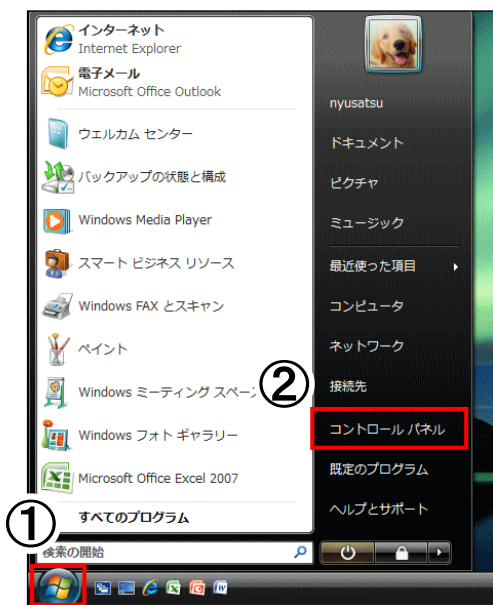 インターネット
Internet Explorer
電子メール
Microsoft Office Outlook
ウェルカム センター
バックアップの状態と構成
Windows Media Player
スマート ビジネス リソース
Windows FAX とスキャン
ペイント
Windows ミーティング スペー
Windows フォト ギャラリー
Microsoft Office Excel 2007
すべてのプログラム
①
検索の開始
nyusatsu
ドキュメント
ピクチャ
ミュージック
最近使った項目
コンピュータ
ネットワーク
②
接続先
コントロール パネル
既定のプログラム
ヘルプとサポート